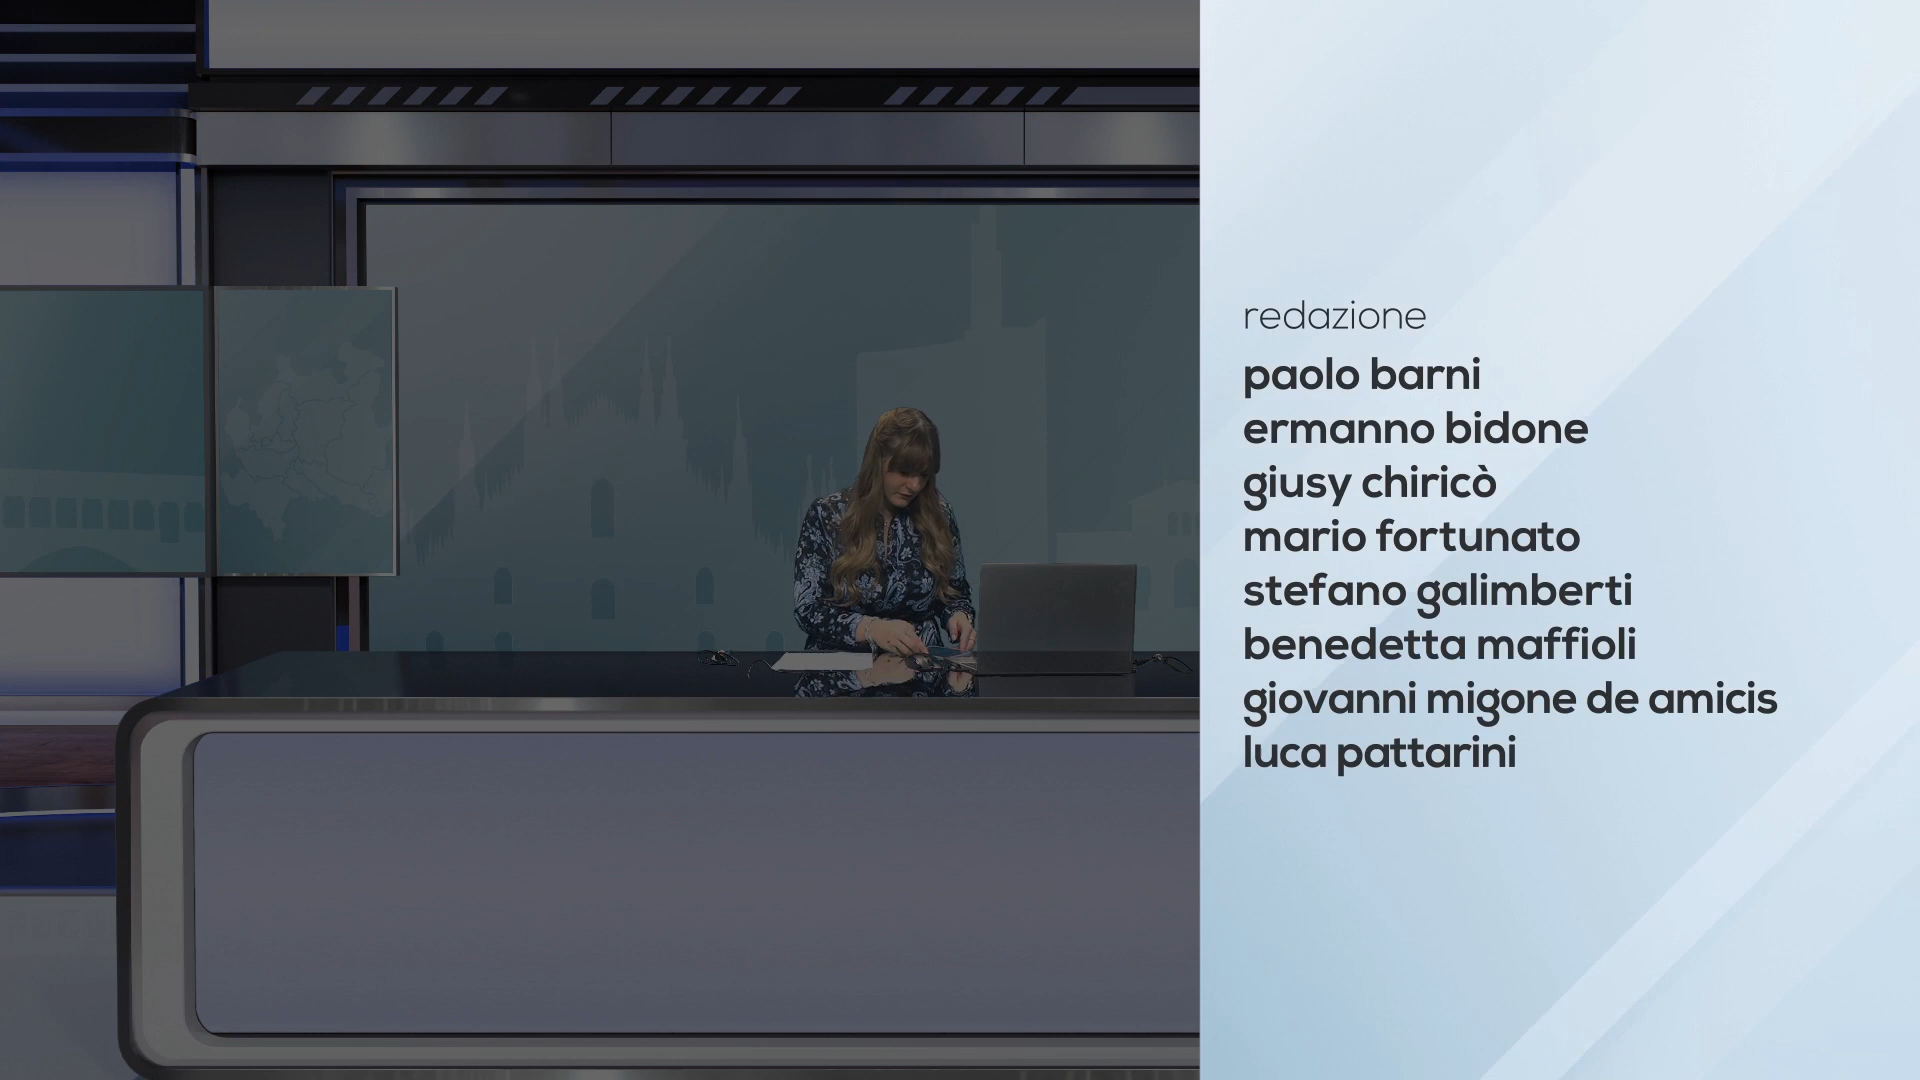 redazione
paolo barni
ermanno bidone
giusy chiricò
mario fortunato
stefano galimberti
benedetta maffioli
giovanni migone de amicis
luca pattarini